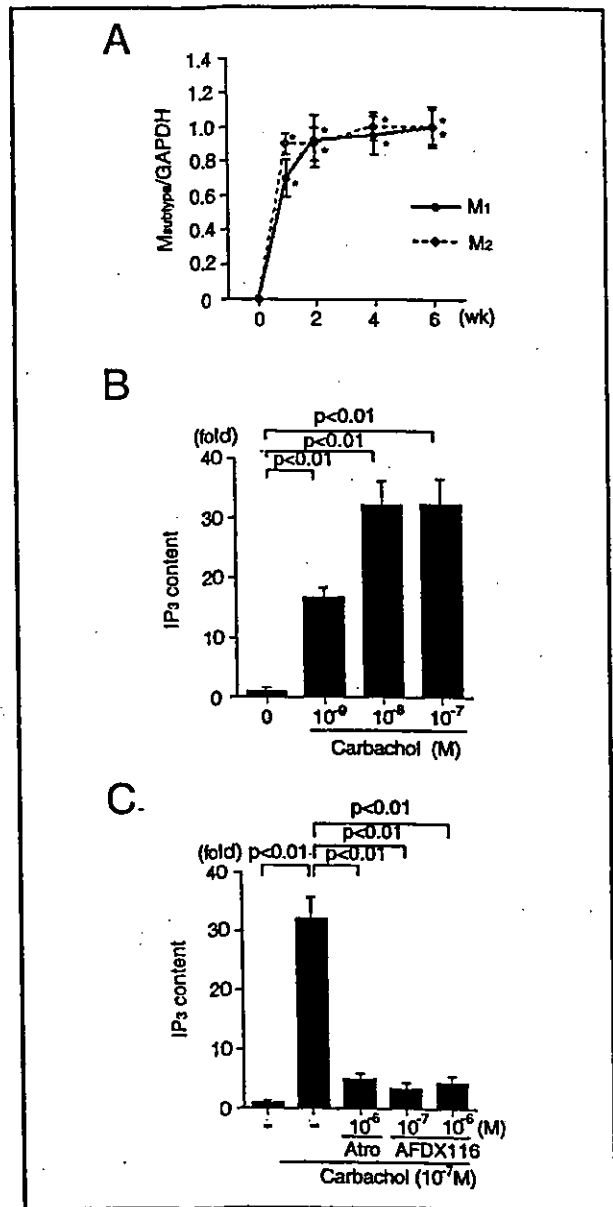 A
1.4
1.2
1.0
0.8
0.6
0.4
0.2
0
Msubtype/GAPDH
* * * *
* * * *
M1
M2
0 2 4 6 (wk)
B
p<0.01
(fold) p<0.01
p<0.01
40
30
20
10
0
IP3 content
0 10-9 10-8 10-7
Carbachol (M)
C
p<0.01
p<0.01
(fold) p<0.01 p<0.01
40
30
20
10
0
IP3 content
- - 10-6 10-7 10-6 (M)
Atro AFDX116
Carbachol (10-7M)